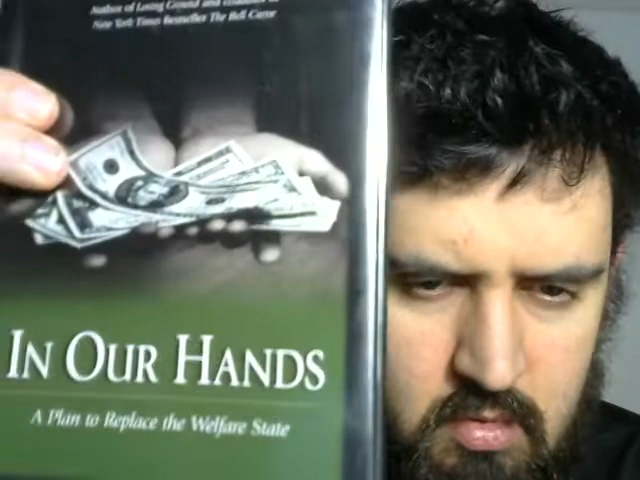 Author of Losing Ground and
New York Times Bestseller The Bell Curve
IN OUR HANDS
A Plan to Replace the Welfare State